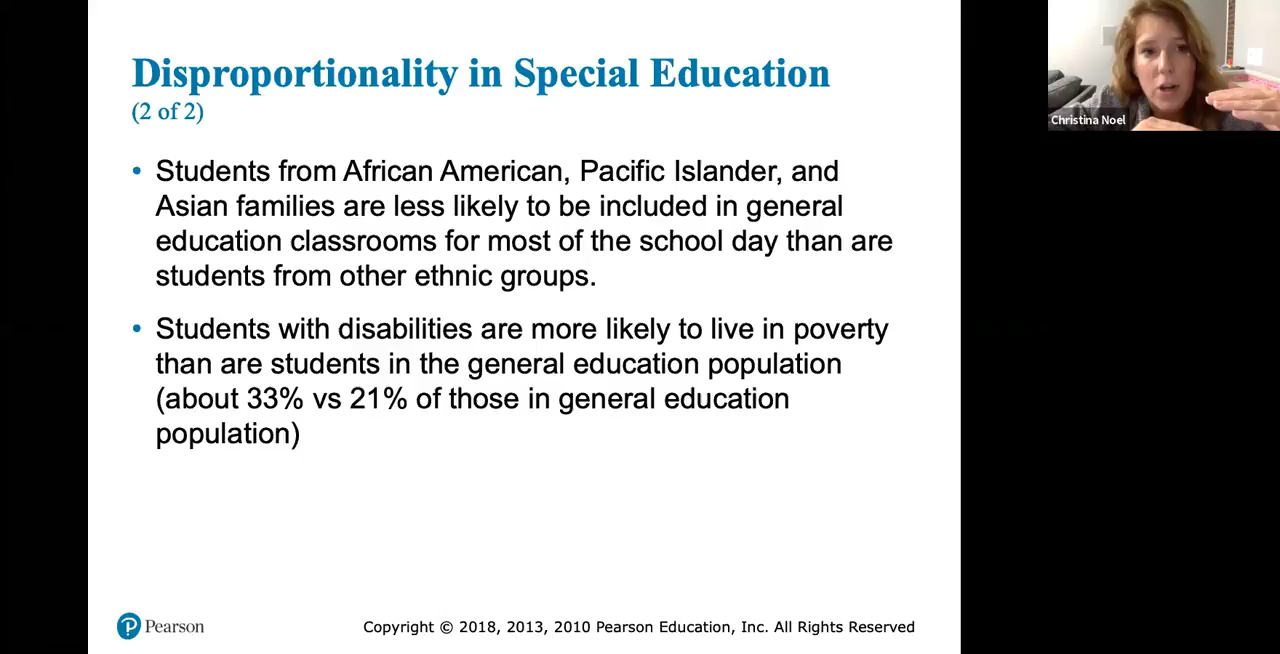 Disproportionality in Special Education
(2 of 2)
• Students from African American, Pacific Islander, and
Asian families are less likely to be included in general
education classrooms for most of the school day than are
students from other ethnic groups.
• Students with disabilities are more likely to live in poverty
than are students in the general education population
(about 33% vs 21% of those in general education
population)
Pearson
Copyright © 2018, 2013, 2010 Pearson Education, Inc. All Rights Reserved
Christina Noel